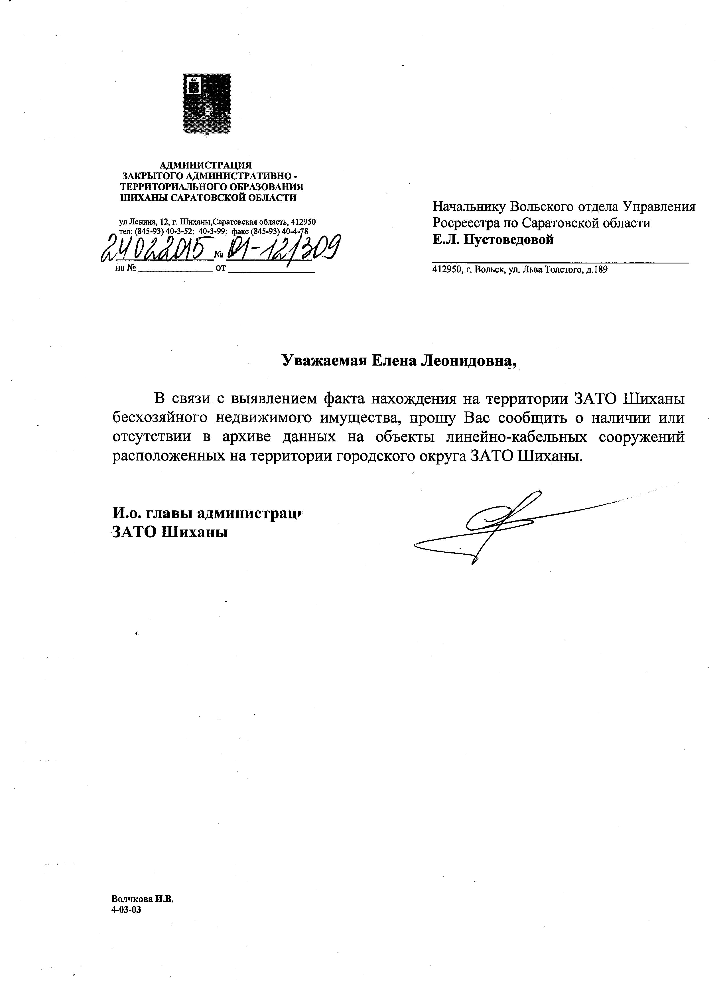 АДМИНИСТРАЦИЯ
ЗАКРЫТОГО АДМИНИСТРАТИВНО -
ТЕРРИТОРИАЛЬНОГО ОБРАЗОВАНИЯ
ШИХАНЫ САРАТОВСКОЙ ОБЛАСТИ
ул Ленина, 12, г. Шиханы,Саратовская область, 412950
тел: (845-93) 40-3-52; 40-3-99; факс (845-93) 40-4-78
24022015 № 01-12/309
на № ________ от ________
Начальнику Вольского отдела Управления
Росреестра по Саратовской области
Е.Л. Пустоведовой
412950, г. Вольск, ул. Льва Толстого, д.189
Уважаемая Елена Леонидовна,
В связи с выявлением факта нахождения на территории ЗАТО Шиханы
бесхозяйного недвижимого имущества, прошу Вас сообщить о наличии или
отсутствии в архиве данных на объекты линейно-кабельных сооружений
расположенных на территории городского округа ЗАТО Шиханы.
И.о. главы администрац
ЗАТО Шиханы
Волчкова И.В.
4-03-03